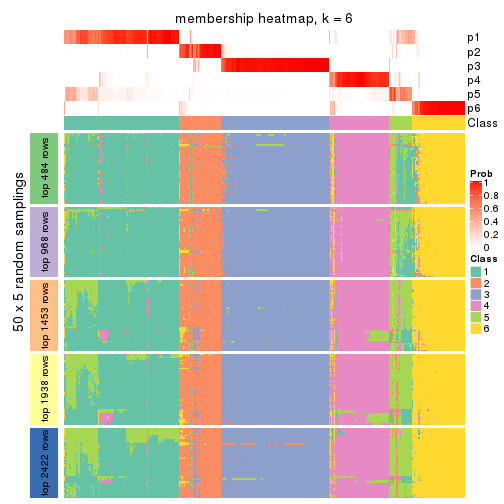 membership heatmap, k = 6
p1
p2
p3
p4
p5
p6
Class
50 x 5 random samplings
top 484 rows
top 968 rows
top 1453 rows
top 1938 rows
top 2422 rows
Prob
1
0.8
0.6
0.4
0.2
0
Class
1
2
3
4
5
6